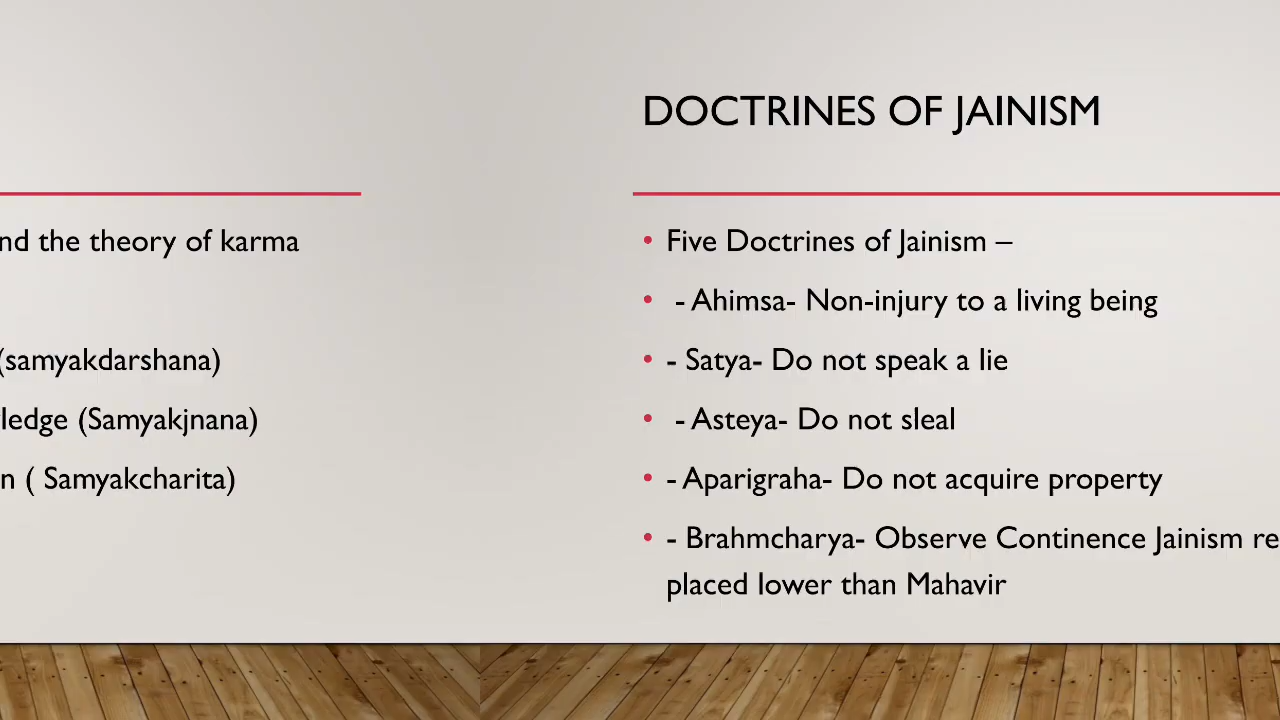 nd the theory of karma
(samyakdarshana)
ledge (Samyakjnana)
n ( Samyakcharita)
DOCTRINES OF JAINISM
• Five Doctrines of Jainism –
• - Ahimsa- Non-injury to a living being
• - Satya- Do not speak a lie
• - Asteya- Do not sleal
• - Aparigraha- Do not acquire property
• - Brahmcharya- Observe Continence Jainism re
placed lower than Mahavir